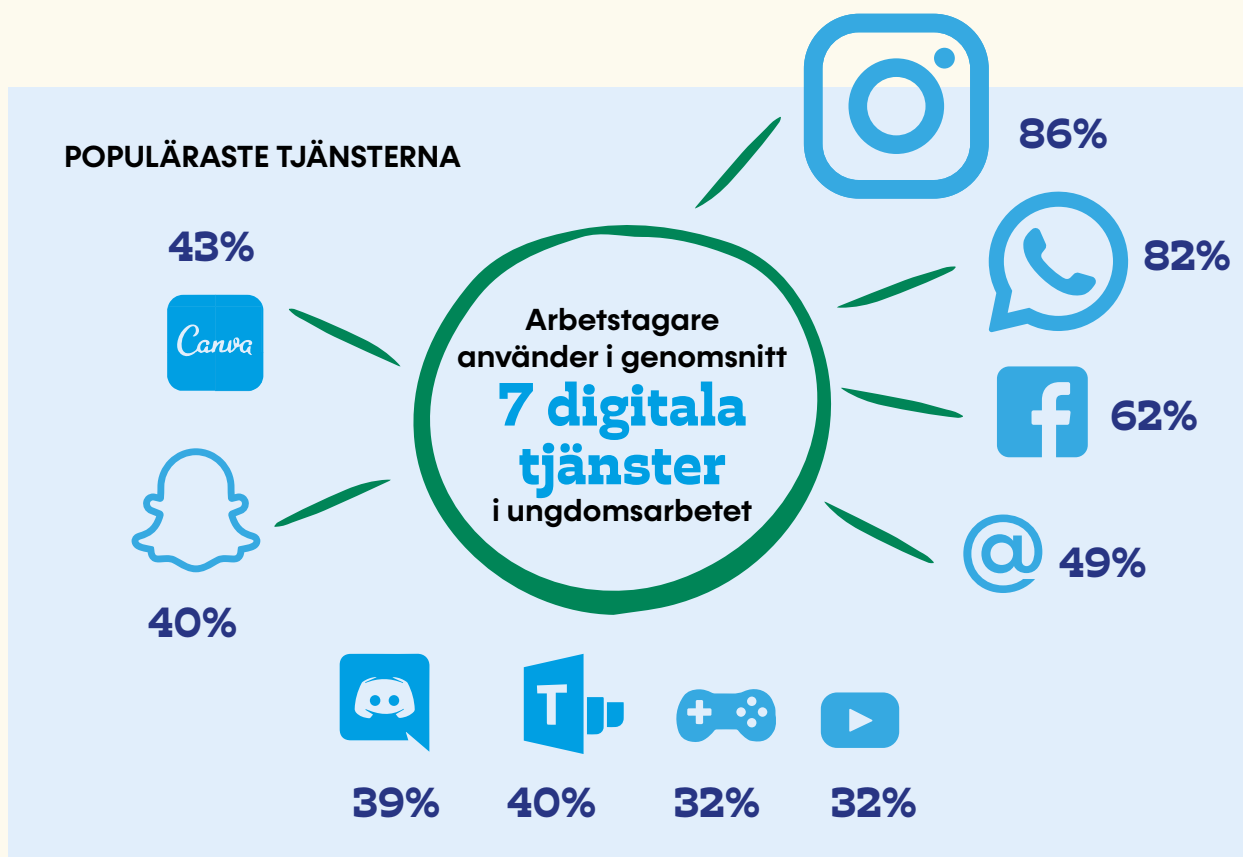 POPULÄRASTE TJÄNSTERNA
86%
82%
43%
Canva
Arbetstagare
använder i genomsnitt
7 digitala
tjänster
i ungdomsarbetet
62%
@ 49%
40%
T
39%
40%
32%
32%